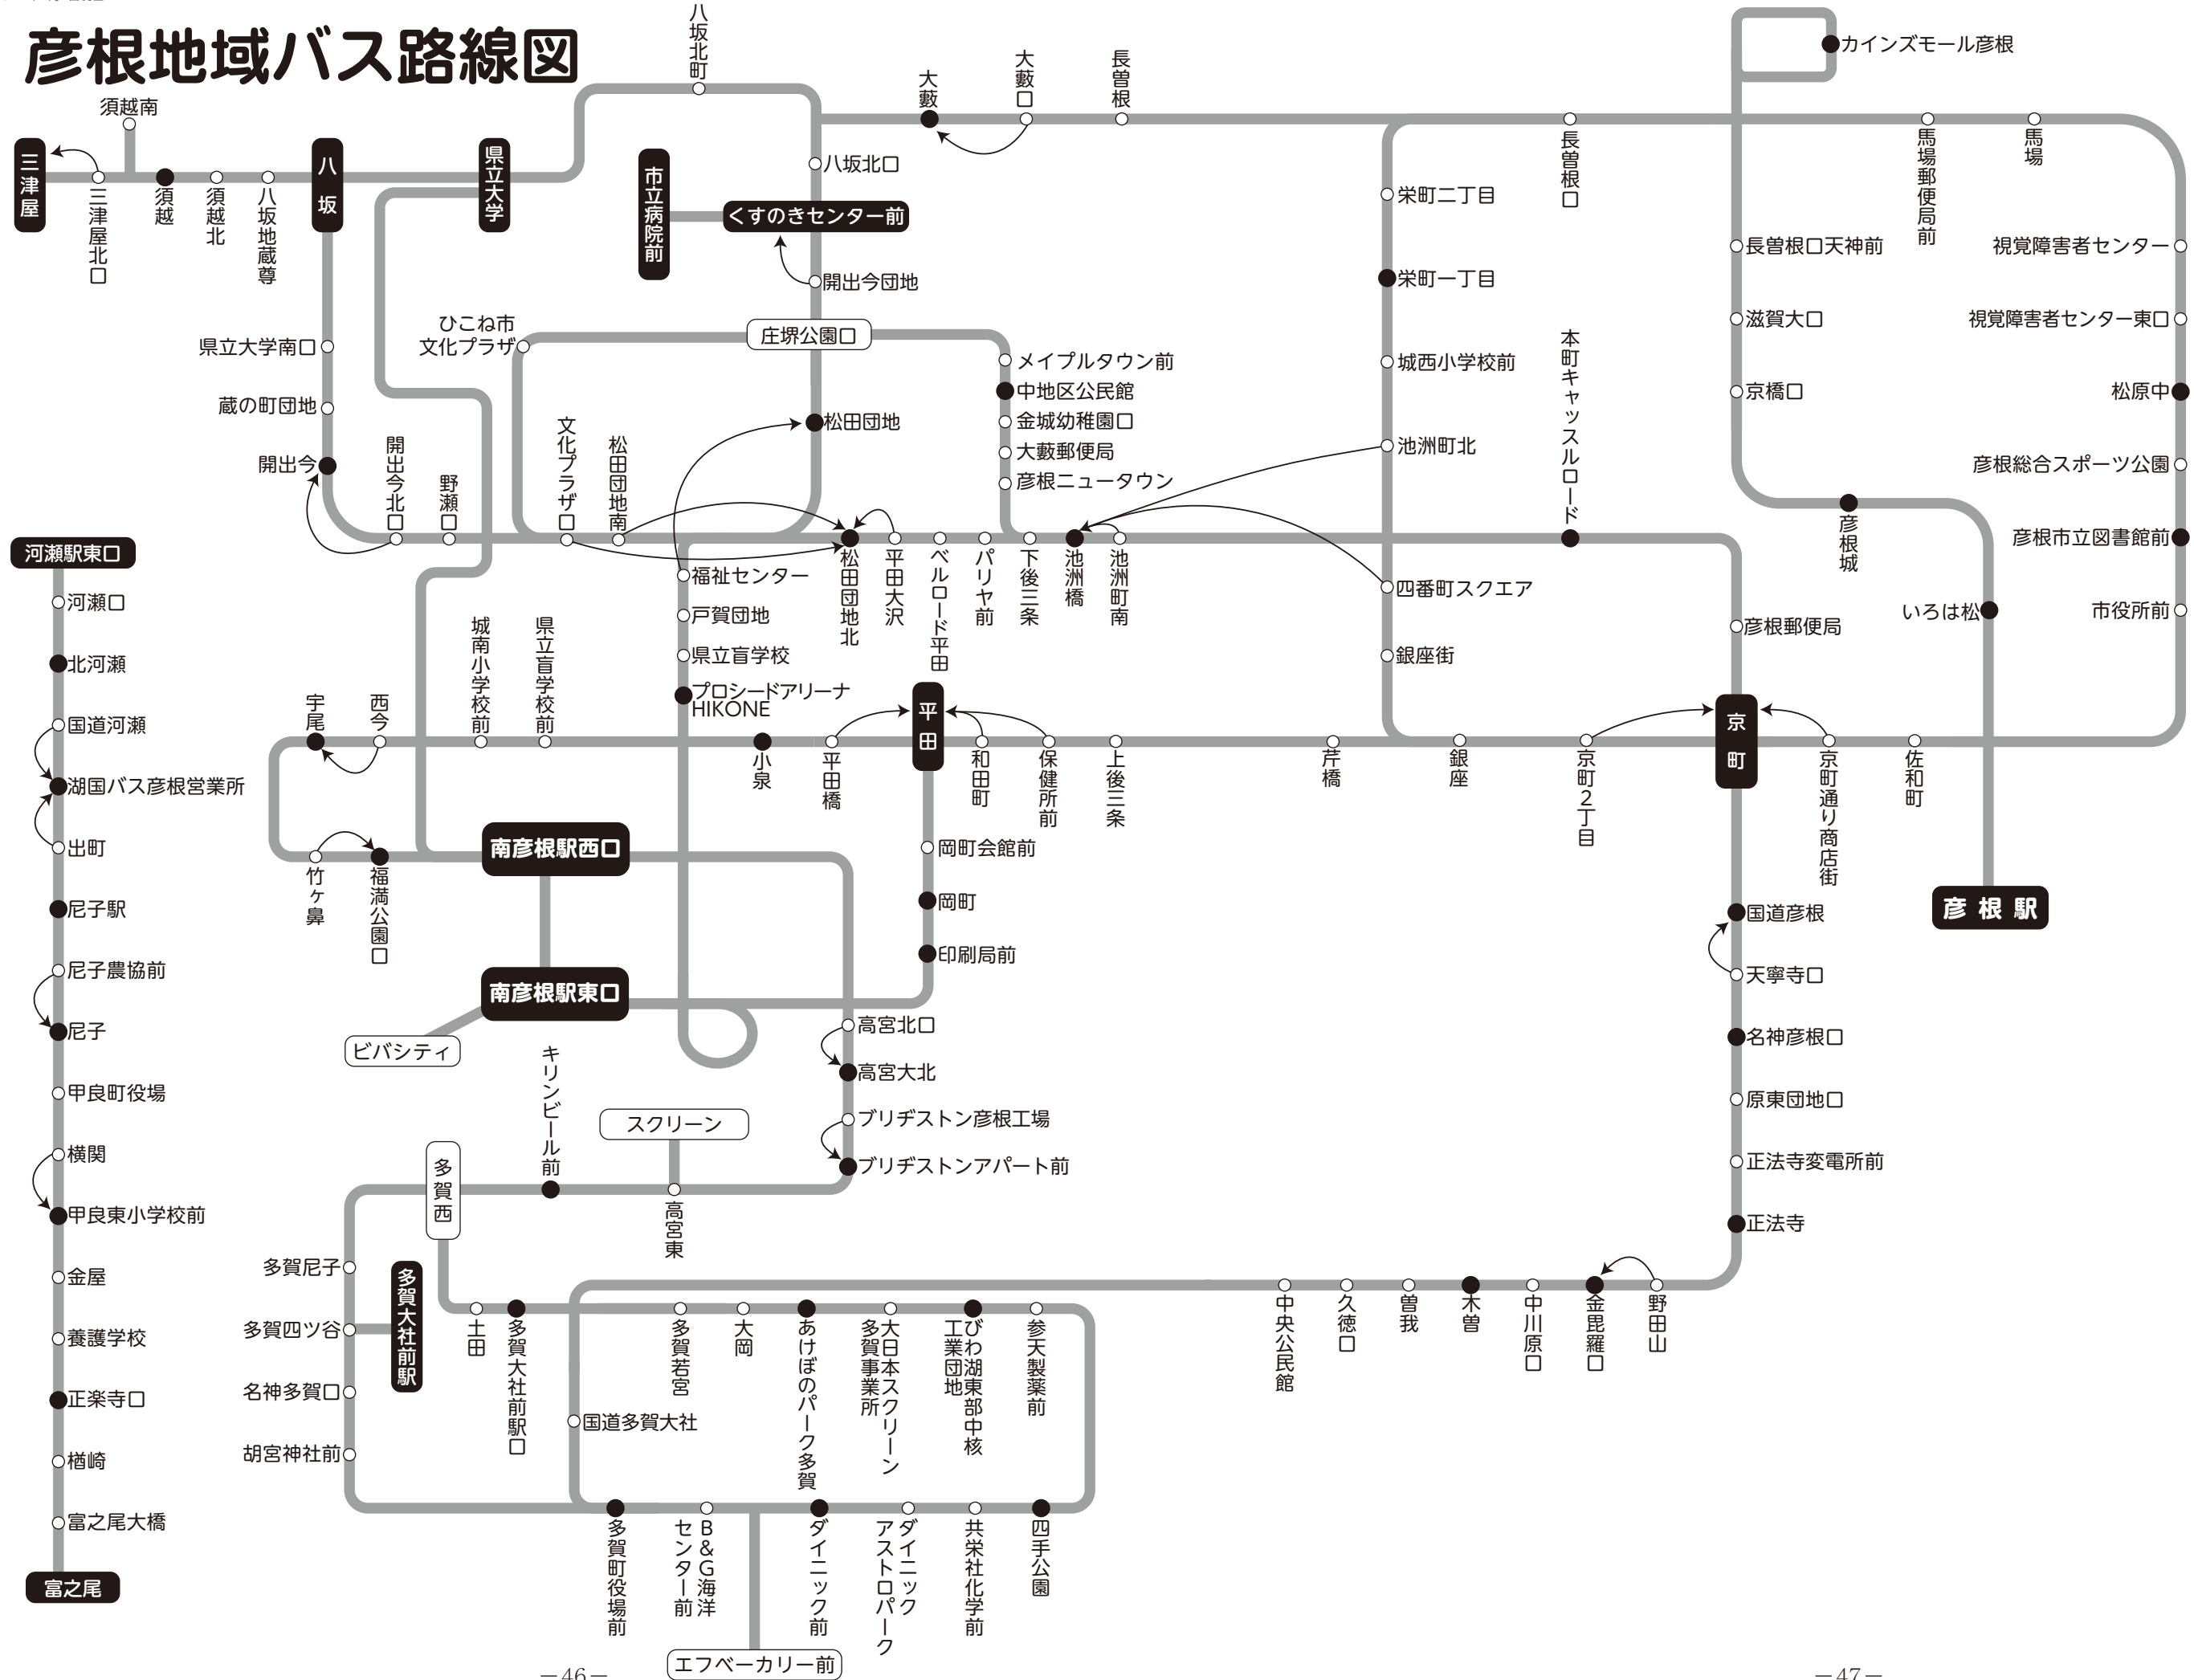 彦根地域バス路線図
八坂北町
大藪
大藪口
長曽根
カインズモール彦根
須越南
三津屋
三津屋北口
須越
須越北
八坂地蔵尊
八坂
県立大学
市立病院前
八坂北口
くすのきセンター前
開出今団地
庄堺公園口
ひこね市
文化プラザ
県立大学南口
蔵の町団地
開出今
開出今北口
野瀬口
文化プラザ口
松田団地南
松田団地
メイプルタウン前
中地区公民館
金城幼稚園口
大藪郵便局
彦根ニュータウン
栄町二丁目
栄町一丁目
城西小学校前
池洲町北
四番町スクエア
銀座街
長曽根口
本町キャッスルロード
馬場郵便局前
馬場
長曽根口天神前
滋賀大口
京橋口
彦根城
いろは松
彦根駅
視覚障害者センター
視覚障害者センター東口
松原中
彦根総合スポーツ公園
彦根市立図書館前
市役所前
彦根郵便局
松田団地北
平田大沢
ベルロード平田
パリヤ前
下後三条
池洲橋
池洲町南
福祉センター
戸賀団地
県立盲学校
プロシードアリーナ
HIKONE
河瀬駅東口
河瀬口
北河瀬
国道河瀬
湖国バス彦根営業所
出町
尼子駅
尼子農協前
尼子
甲良町役場
横関
甲良東小学校前
金屋
養護学校
正楽寺口
楢崎
富之尾大橋
富之尾
宇尾
西今
城南小学校前
県立盲学校前
小泉
平田橋
平田
和田町
保健所前
上後三条
芹橋
銀座
京町2丁目
京町
京町通り商店街
佐和町
竹ヶ鼻
福満公園口
南彦根駅西口
南彦根駅東口
ビバシティ
岡町会館前
岡町
印刷局前
高宮北口
高宮大北
ブリヂストン彦根工場
ブリヂストンアパート前
キリンビール前
スクリーン
高宮東
多賀西
国道彦根
天寧寺口
名神彦根口
原東団地口
正法寺変電所前
正法寺
野田山
金毘羅口
中川原口
木曽
曽我
久徳口
中央公民館
多賀尼子
多賀四ツ谷
名神多賀口
胡宮神社前
多賀大社前駅
土田
多賀大社前駅口
多賀若宮
大岡
あけぼのパーク多賀
大日本スクリーン
多賀事業所
びわ湖東部中核
工業団地
参天製薬前
国道多賀大社
多賀町役場前
B&G海洋
センター前
ダイニック前
ダイニック
アストロパーク
共栄社化学前
四手公園
エフベーカリー前
－46－
－47－